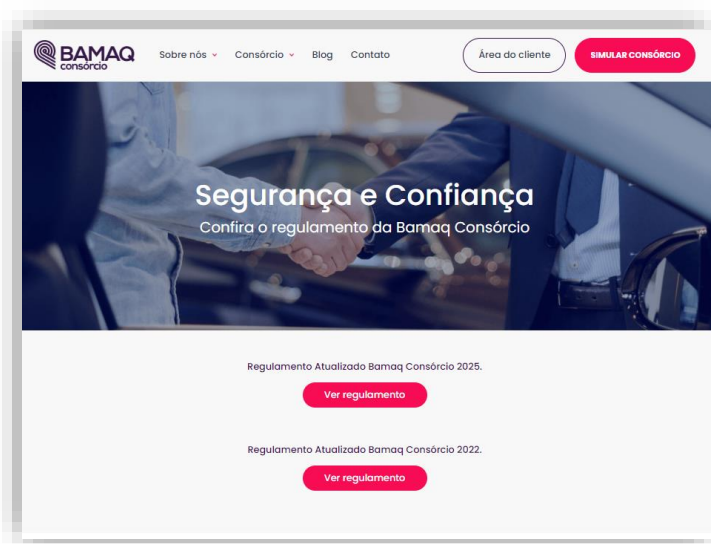 BAMAQ
consórcio
Sobre nós
Consórcio
Blog
Contato
Área do cliente
SIMULAR CONSÓRCIO
Segurança e Confiança
Confira o regulamento da Bamaq Consórcio
Regulamento Atualizado Bamaq Consórcio 2025.
Ver regulamento
Regulamento Atualizado Bamaq Consórcio 2022.
Ver regulamento